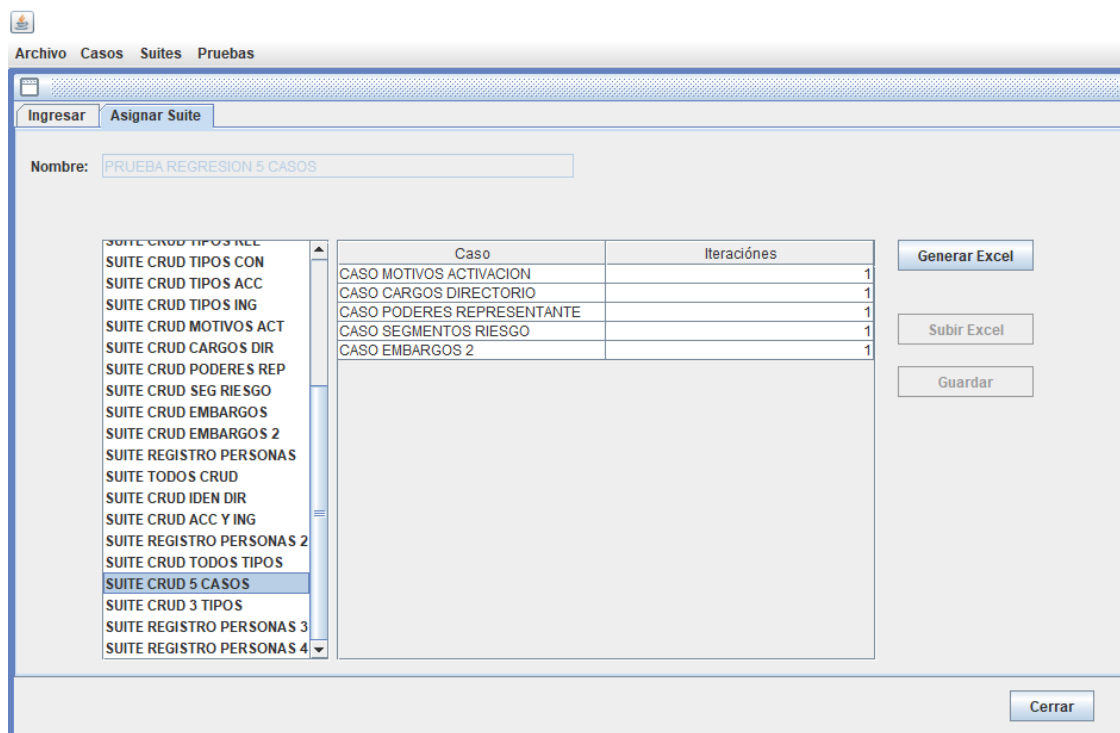 Archivo Casos Suites Pruebas
Ingresar Asignar Suite
Nombre: PRUEBA REGRESION 5 CASOS
SUITE CRUD TIPOS REL
SUITE CRUD TIPOS CON
SUITE CRUD TIPOS ACC
SUITE CRUD TIPOS ING
SUITE CRUD MOTIVOS ACT
SUITE CRUD CARGOS DIR
SUITE CRUD PODERES REP
SUITE CRUD SEG RIESGO
SUITE CRUD EMBARGOS
SUITE CRUD EMBARGOS 2
SUITE REGISTRO PERSONAS
SUITE TODOS CRUD
SUITE CRUD IDEN DIR
SUITE CRUD ACC Y ING
SUITE REGISTRO PERSONAS 2
SUITE CRUD TODOS TIPOS
SUITE CRUD 5 CASOS
SUITE CRUD 3 TIPOS
SUITE REGISTRO PERSONAS 3
SUITE REGISTRO PERSONAS 4
Caso Iteraciónes
CASO MOTIVOS ACTIVACION 1
CASO CARGOS DIRECTORIO 1
CASO PODERES REPRESENTANTE 1
CASO SEGMENTOS RIESGO 1
CASO EMBARGOS 2 1
Generar Excel
Subir Excel
Guardar
Cerrar